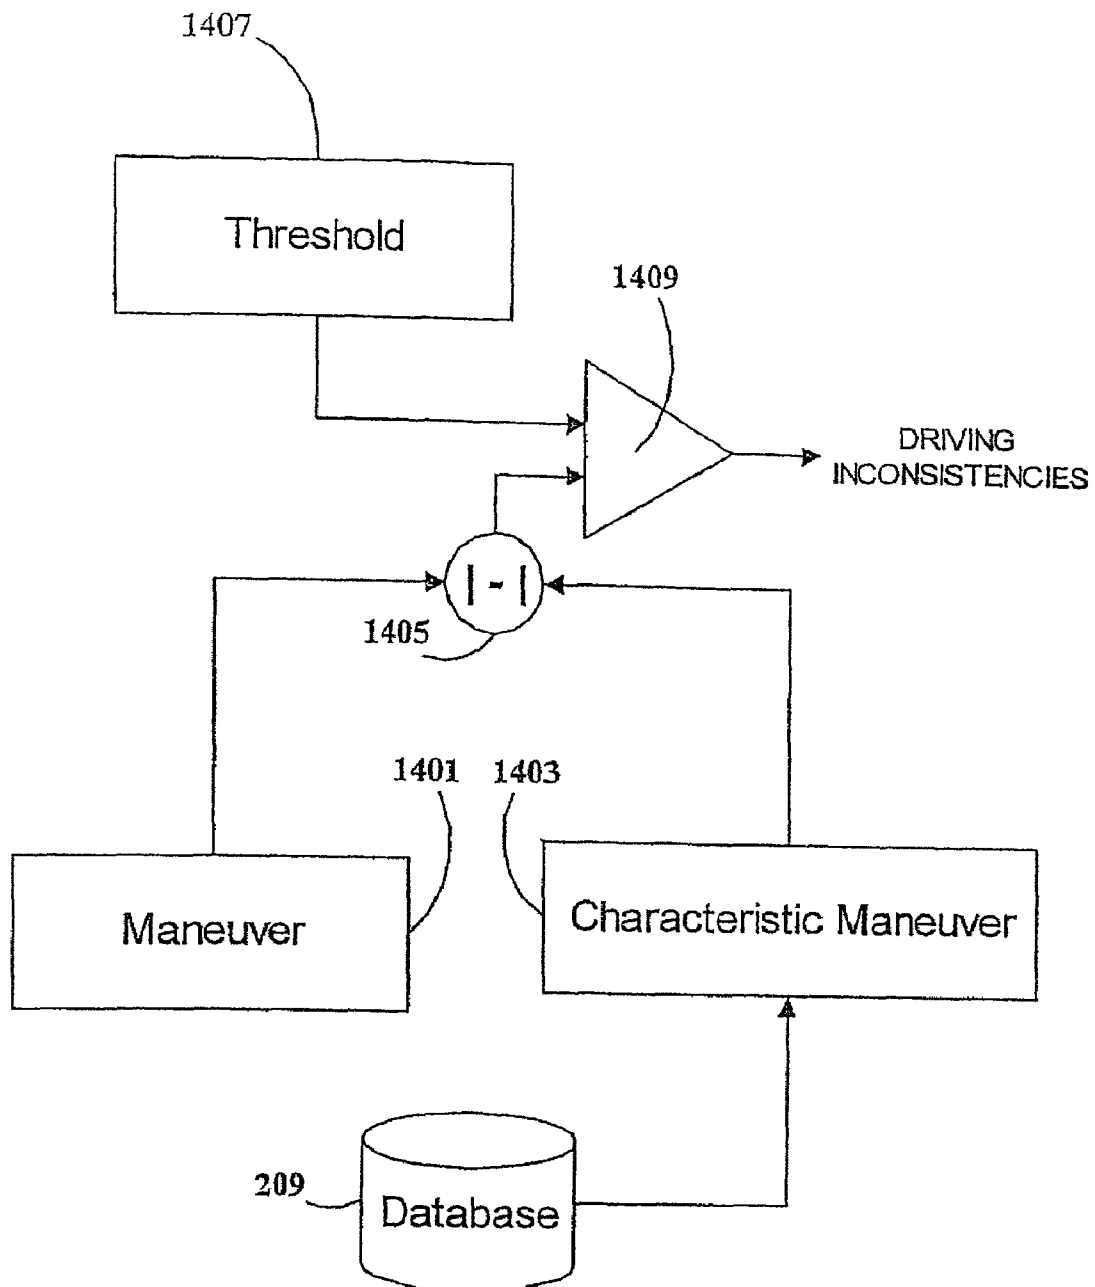 1407
Threshold
1409
DRIVING
INCONSISTENCIES
| - |
1405
1401 1403
Maneuver
Characteristic Maneuver
209
Database